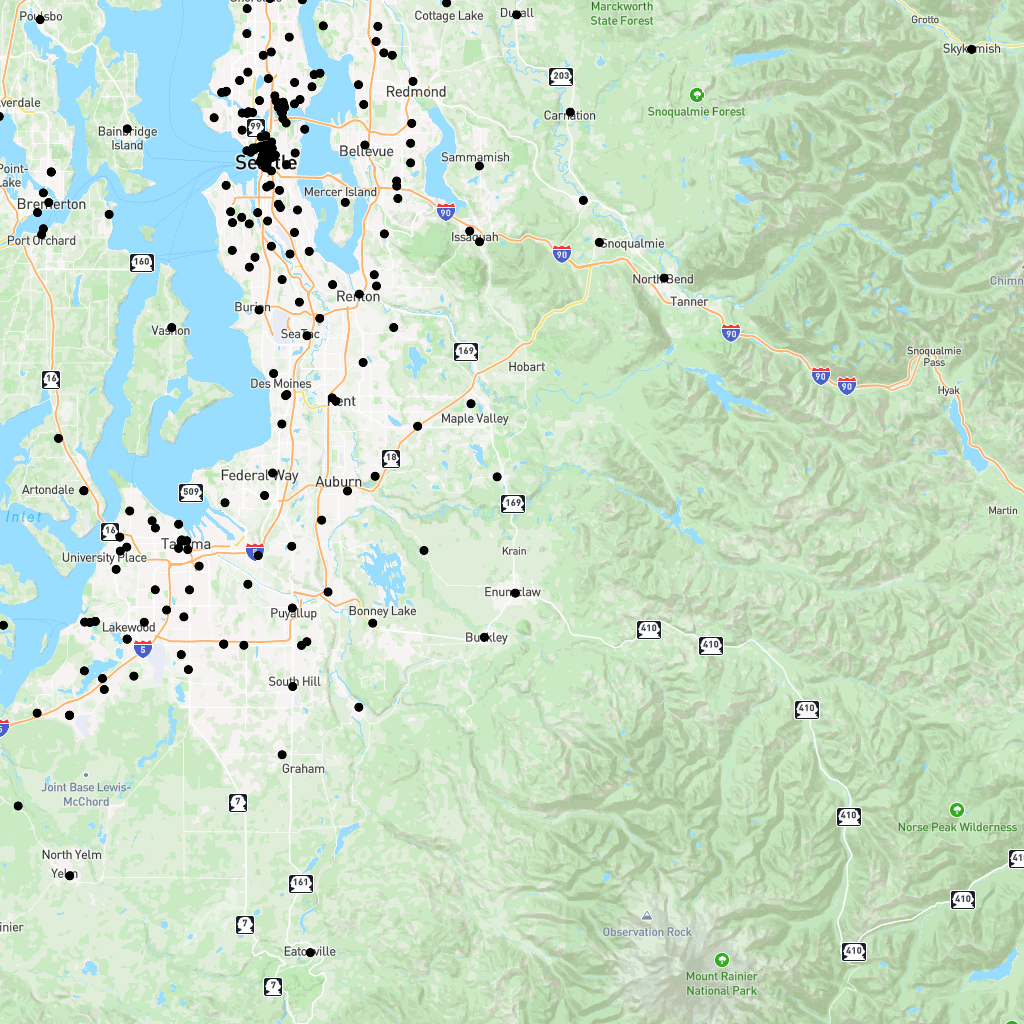 Poulsbo
Cottage Lake
Duvall
Marckworth
State Forest
Grotto
Skykomish
203
Redmond
Snoqualmie Forest
Carnation
99
Bainbridge
Island
Bellevue
Seattle
Sammamish
Point-
Lake
Mercer Island
Bremerton
90
Port Orchard
Issaquah
90
Snoqualmie
160
North Bend
Renton
Tanner
Burien
Vashon
SeaTac
90
169
Snoqualmie
Pass
Hobart
90
90
16
Des Moines
Hyak
Kent
Maple Valley
18
Federal Way
Auburn
Artondale
509
169
Martin
Inlet
16
Tacoma
Krain
University Place
Enumclaw
Puyallup
Bonney Lake
Lakewood
410
Buckley
5
410
South Hill
410
Graham
Joint Base Lewis-
McChord
7
410
Norse Peak Wilderness
North Yelm
Yelm
161
410
7
Observation Rock
Eatonville
410
Mount Rainier
National Park
7